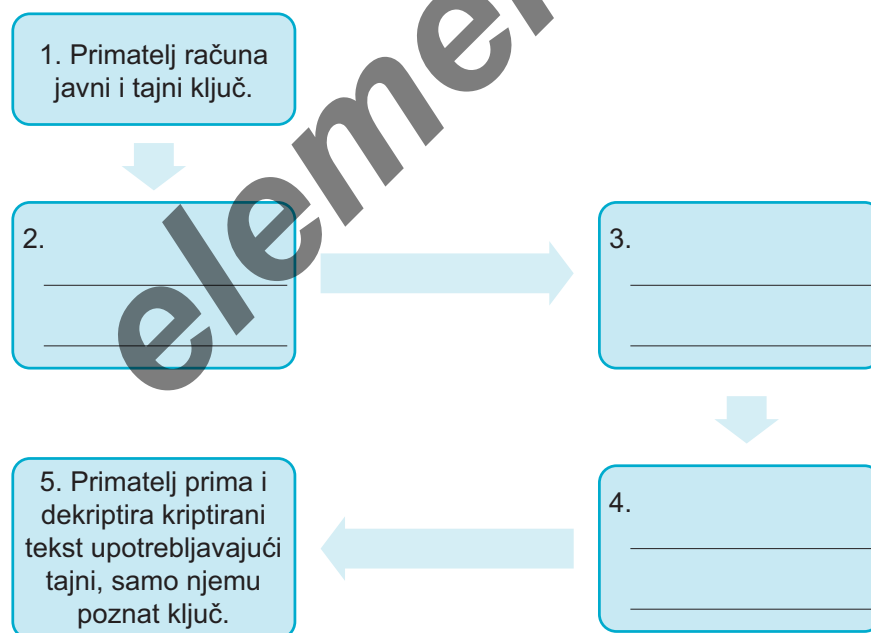 1. Primatelj računa
javni i tajni ključ.
2.
3.
4.
5. Primatelj prima i
dekriptira kriptirani
tekst upotrebljavajući
tajni, samo njemu
poznat ključ.